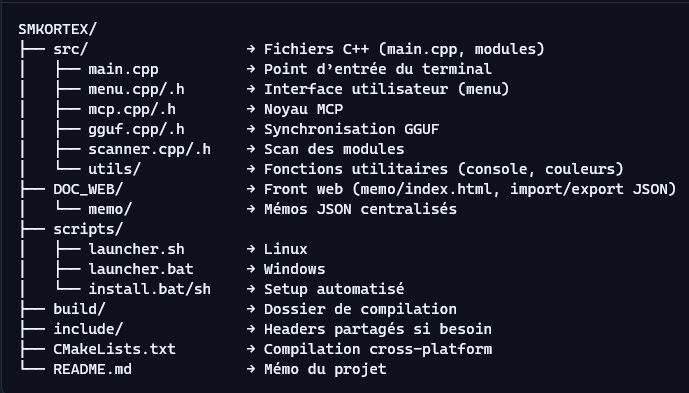 SMKORTEX/
├── src/                  → Fichiers C++ (main.cpp, modules)
│   ├── main.cpp          → Point d’entrée du terminal
│   ├── menu.cpp/.h       → Interface utilisateur (menu)
│   ├── mcp.cpp/.h        → Noyau MCP
│   ├── gguf.cpp/.h       → Synchronisation GGUF
│   ├── scanner.cpp/.h    → Scan des modules
│   └── utils/            → Fonctions utilitaires (console, couleurs)
├── DOC_WEB/              → Front web (memo/index.html, import/export JSON)
│   └── memo/             → Mémos JSON centralisés
├── scripts/
│   ├── launcher.sh       → Linux
│   ├── launcher.bat      → Windows
│   └── install.bat/sh    → Setup automatisé
├── build/                → Dossier de compilation
├── include/              → Headers partagés si besoin
├── CMakeLists.txt        → Compilation cross-platform
└── README.md             → Mémo du projet